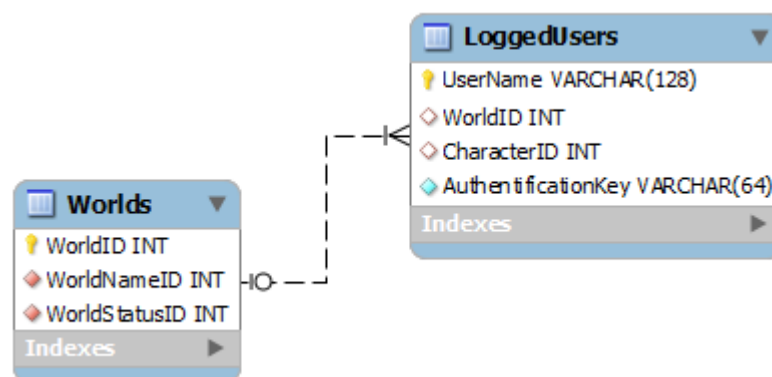 LoggedUsers
UserName VARCHAR(128)
WorldID INT
CharacterID INT
AuthentificationKey VARCHAR(64)
Indexes
Worlds
WorldID INT
WorldNameID INT
WorldStatusID INT
Indexes